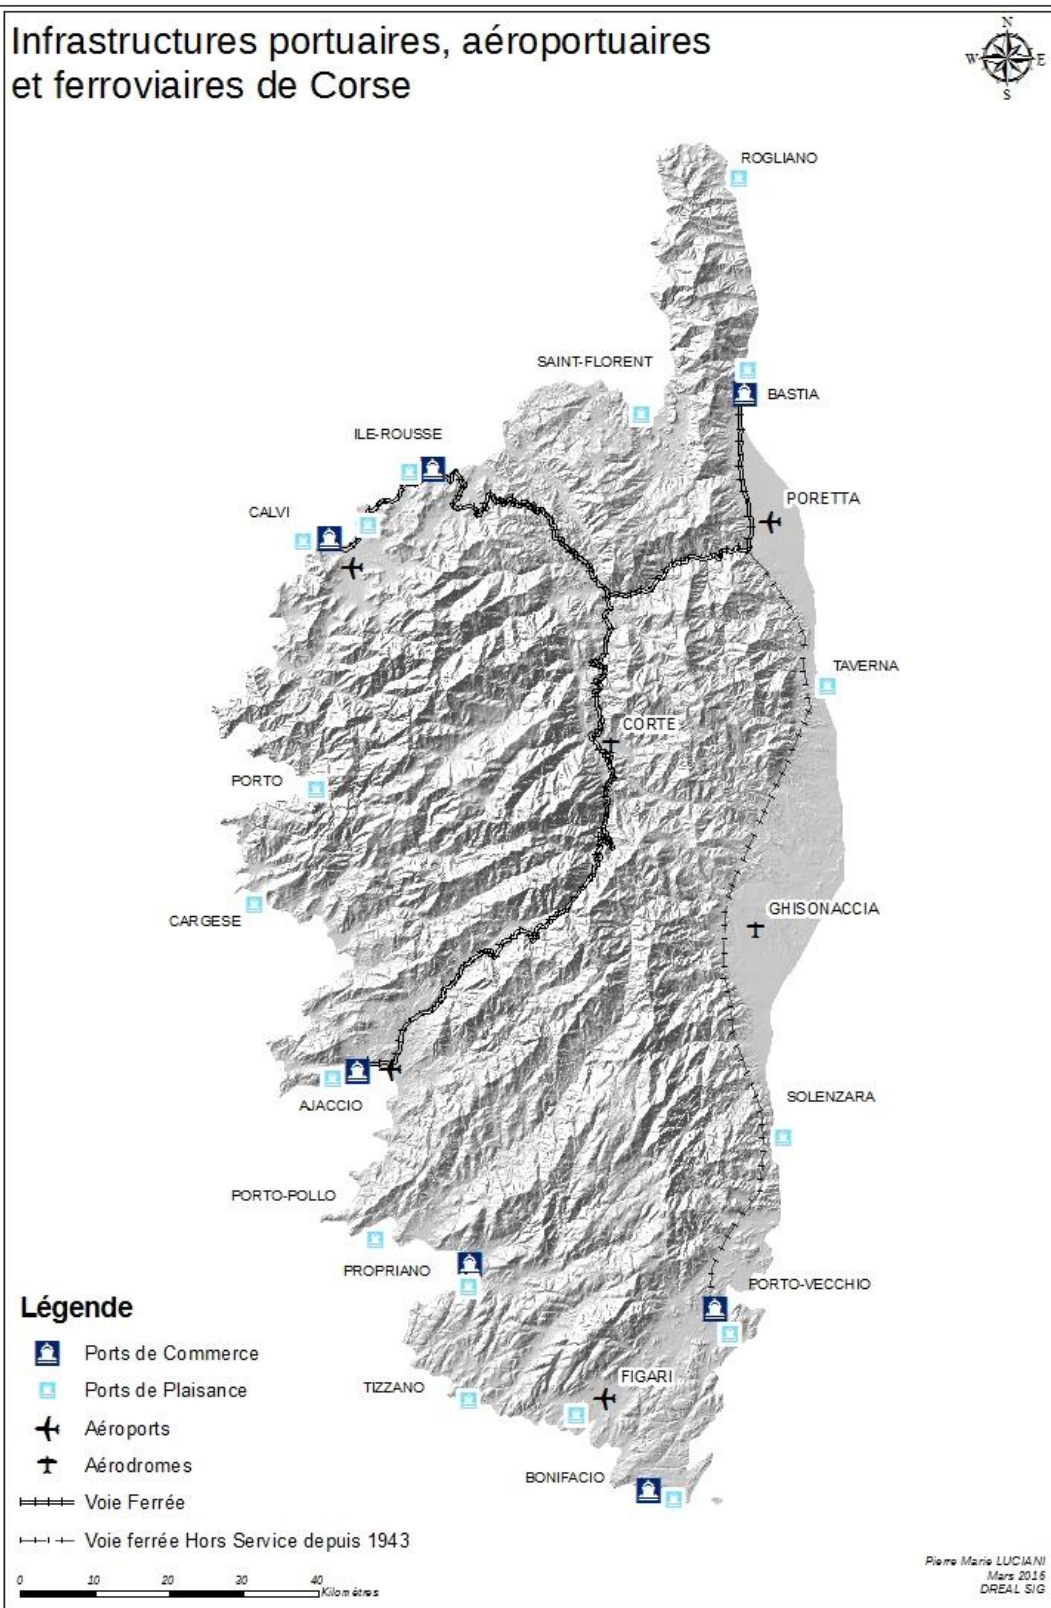 Infrastructures portuaires, aéroportuaires
et ferroviaires de Corse
N
W
E
S
ROGLIANO
SAINT-FLORENT
BASTIA
ILE-ROUSSE
PORETTA
CALVI
TAVERNA
CORTE
PORTO
GHISONACCIA
CARGESE
SOLENZARA
AJACCIO
PORTO-POLLO
PROPRIANO
PORTO-VECCHIO
FIGARI
TIZZANO
BONIFACIO
Légende
Ports de Commerce
Ports de Plaisance
Aéroports
Aérodromes
Voie Ferrée
Voie ferrée Hors Service depuis 1943
0 10 20 30 40
Kilomètres
Pierre Marie LUCIANI
Mars 2016
DREAL SIG